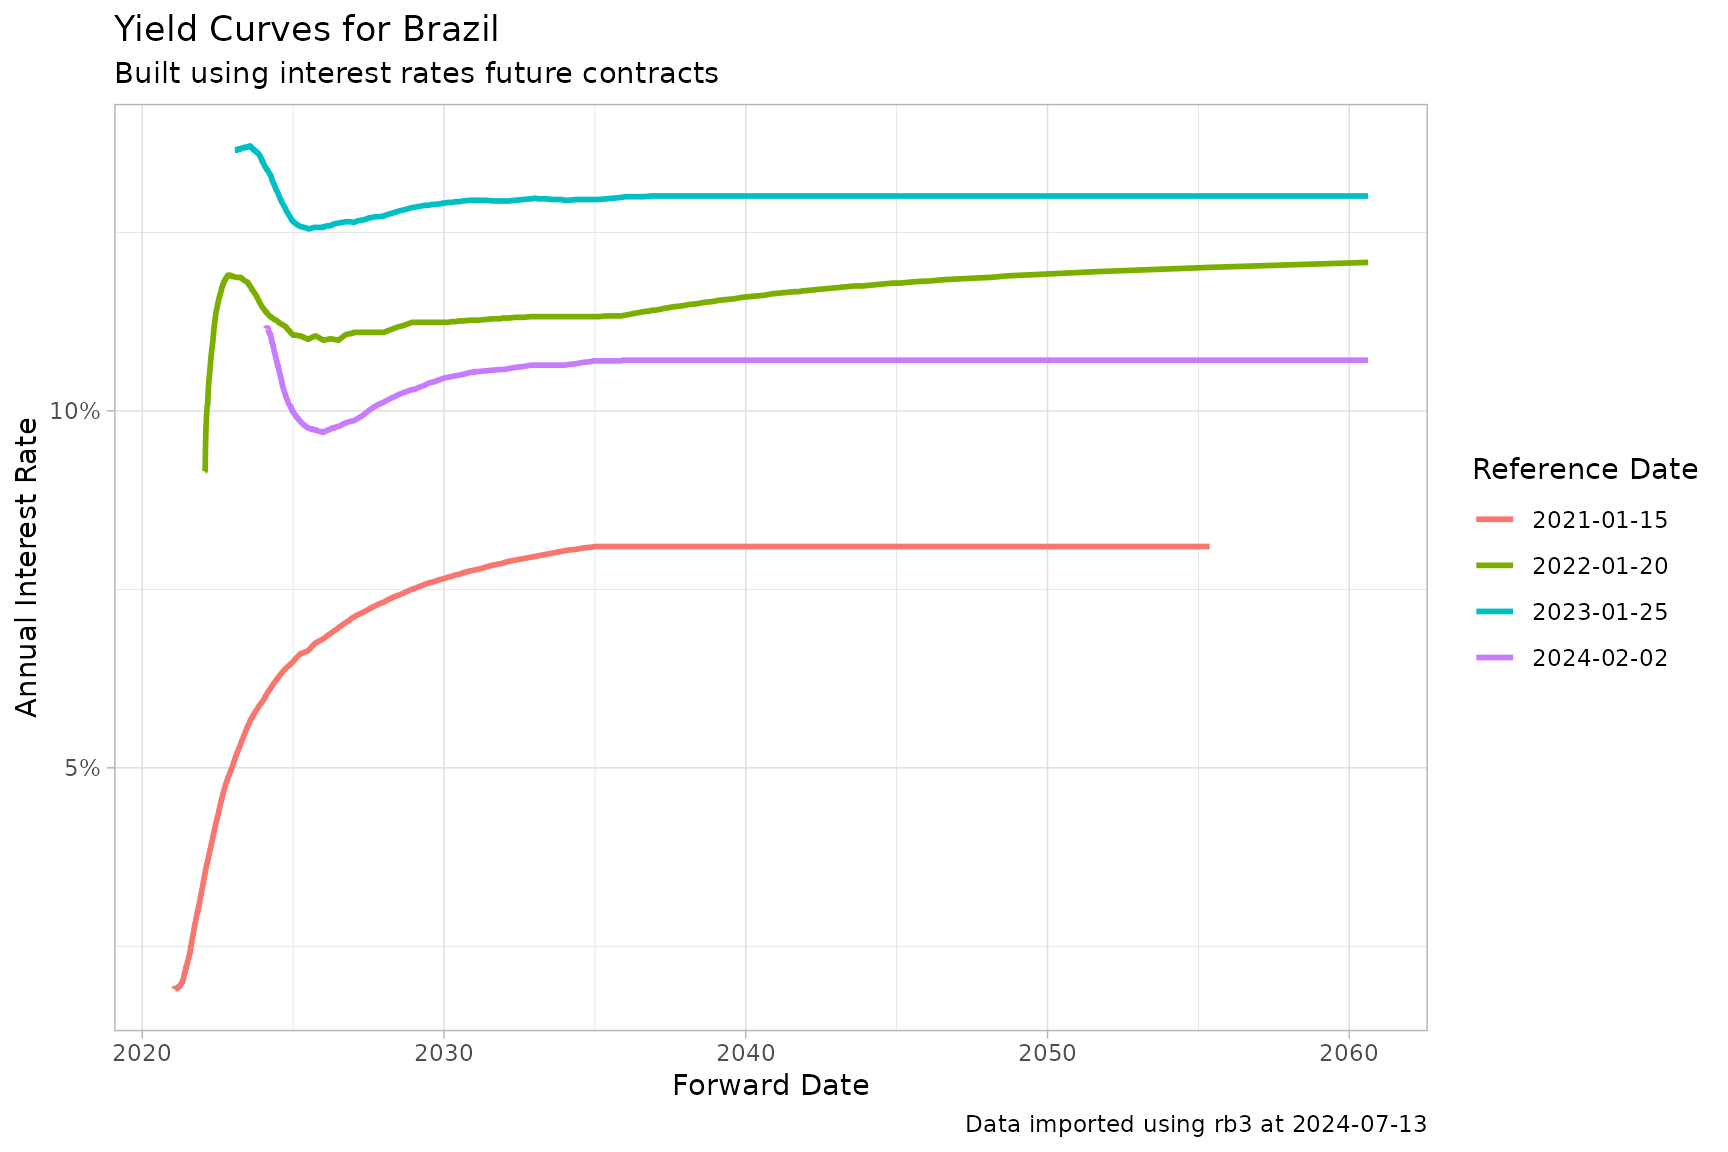 Yield Curves for Brazil
Built using interest rates future contracts
Annual Interest Rate
10%
5%
2020 2030 2040 2050 2060
Forward Date
Reference Date
2021-01-15
2022-01-20
2023-01-25
2024-02-02
Data imported using rb3 at 2024-07-13